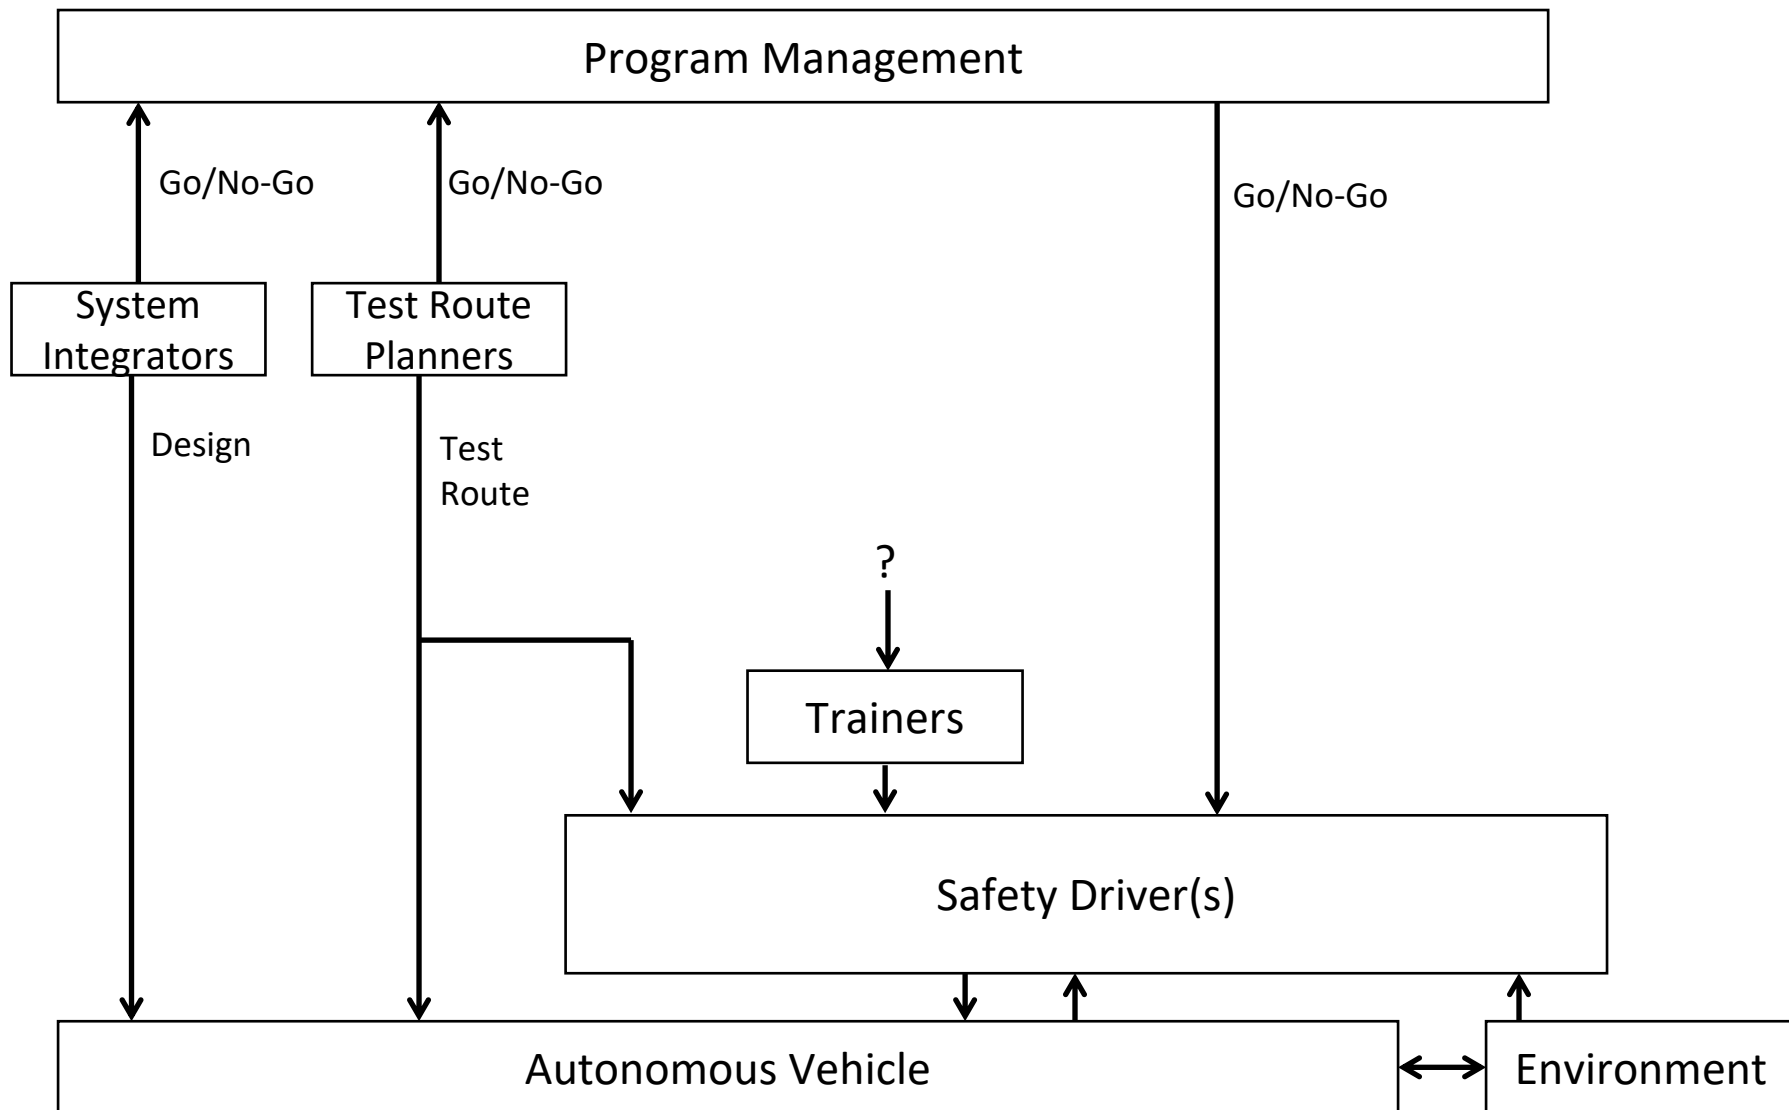 Program Management
Go/No-Go
Go/No-Go
Go/No-Go
System
Integrators
Test Route
Planners
Design
Test
Route
?
Trainers
Safety Driver(s)
Autonomous Vehicle
Environment